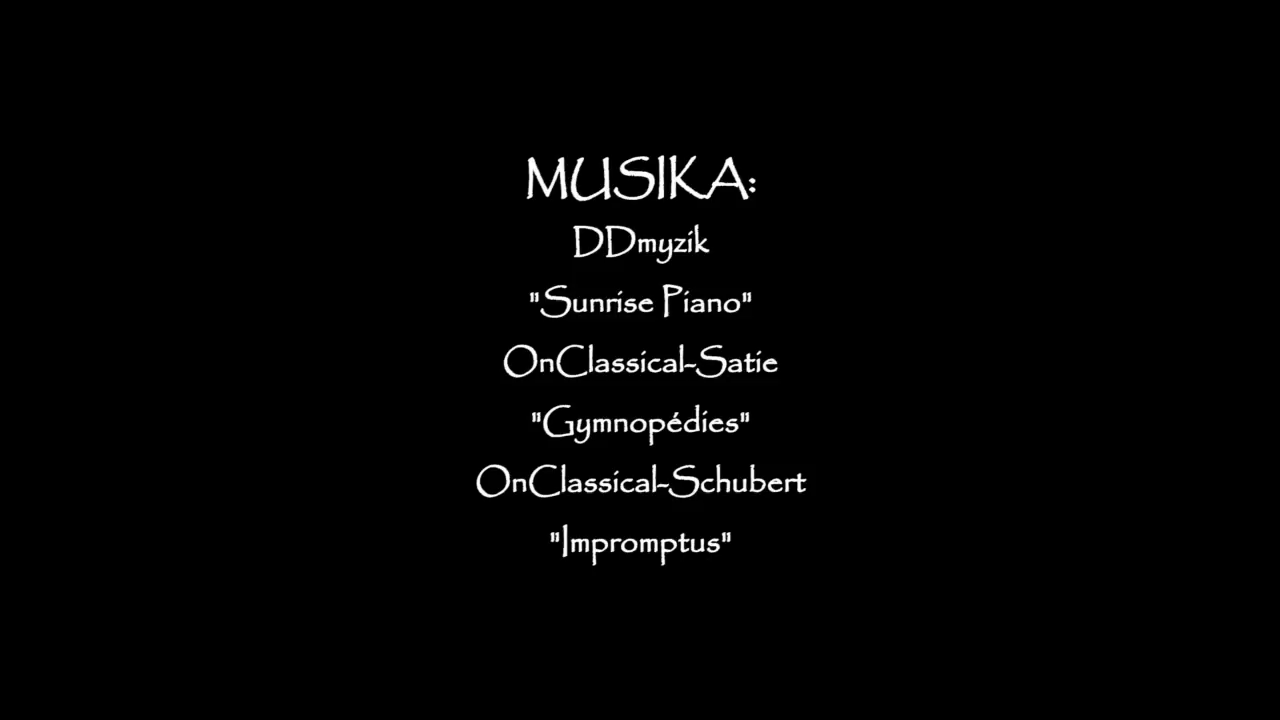 MUSIKA:
DDmyzik
"Sunrise Piano"
OnClassical-Satie
"Gymnopédies"
OnClassical-Schubert
"Impromptus"